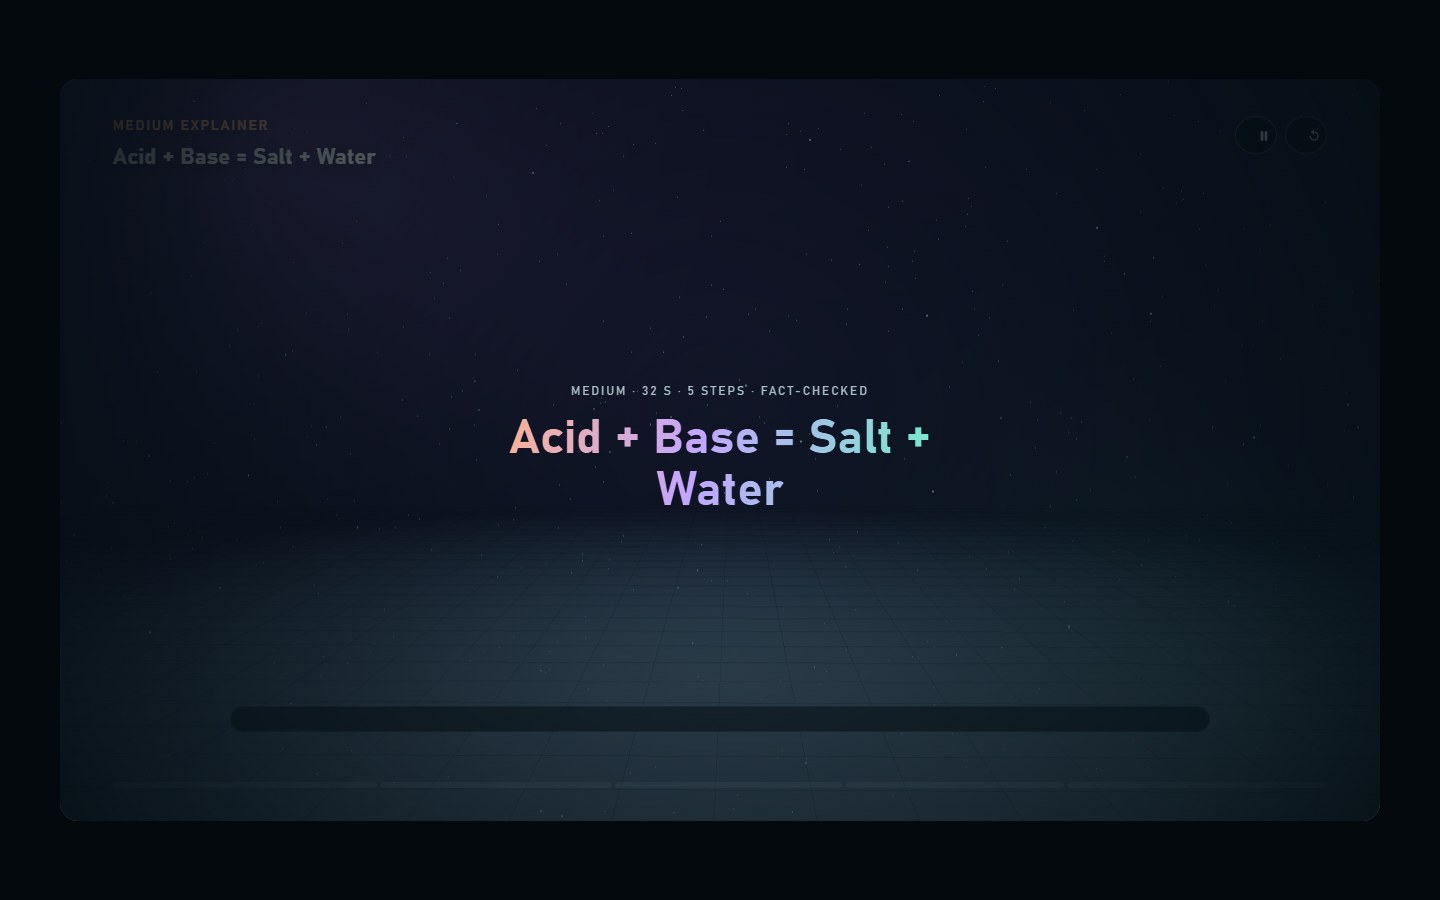 MEDIUM EXPLAINER
Acid + Base = Salt + Water
MEDIUM · 32 S · 5 STEPS · FACT-CHECKED
Acid + Base = Salt +
Water